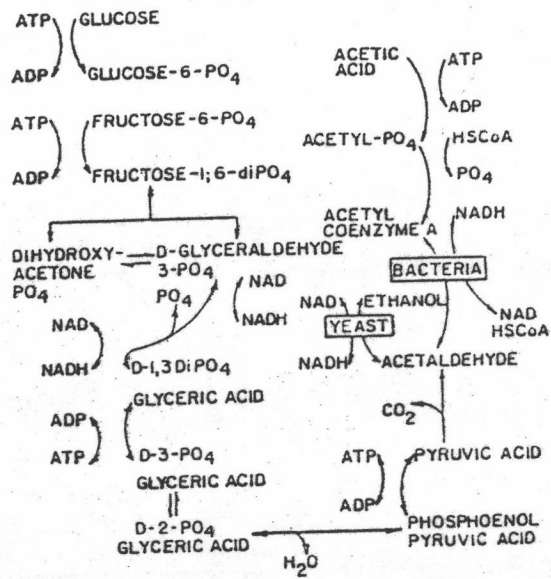 ATP GLUCOSE
ADP GLUCOSE-6-PO4
ATP FRUCTOSE-6-PO4
ADP FRUCTOSE-1;6-diPO4
DIHYDROXY-
ACETONE
PO4
D-GLYCERALDEHYDE
3-PO4
PO4
NAD
NADH
NAD
NADH
D-1,3DiPO4
GLYCERIC ACID
ADP
ATP
D-3-PO4
GLYCERIC ACID
D-2-PO4
GLYCERIC ACID
H2O
ACETIC
ACID
ATP
ADP
ACETYL-PO4
HSCoA
PO4
ACETYL
COENZYME A
NADH
BACTERIA
NAD
HSCoA
NAD ETHANOL
YEAST
NADH ACETALDEHYDE
CO2
ATP PYRUVIC ACID
ADP
PHOSPHOENOL
PYRUVIC ACID